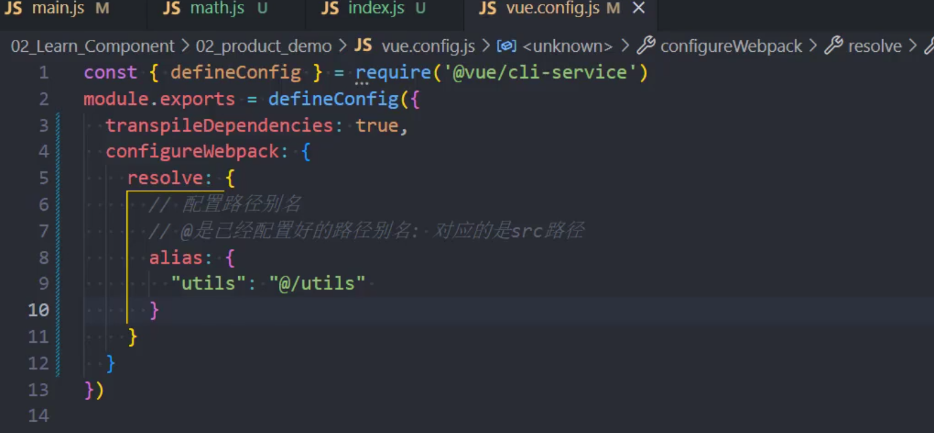 JS main.js M JS math.js U JS index.js U JS vue.config.js M ×
02_Learn_Component > 02_product_demo > JS vue.config.js > <unknown> > configureWebpack > resolve >
1 const { defineConfig } = require('@vue/cli-service')
2 module.exports = defineConfig({
3 transpileDependencies: true,
4 configureWebpack: {
5 resolve: {
6 // 配置路径别名
7 // @是已经配置好的路径别名: 对应的是src路径
8 alias: {
9 "utils": "@/utils"
10 }
11 }
12 }
13 })
14